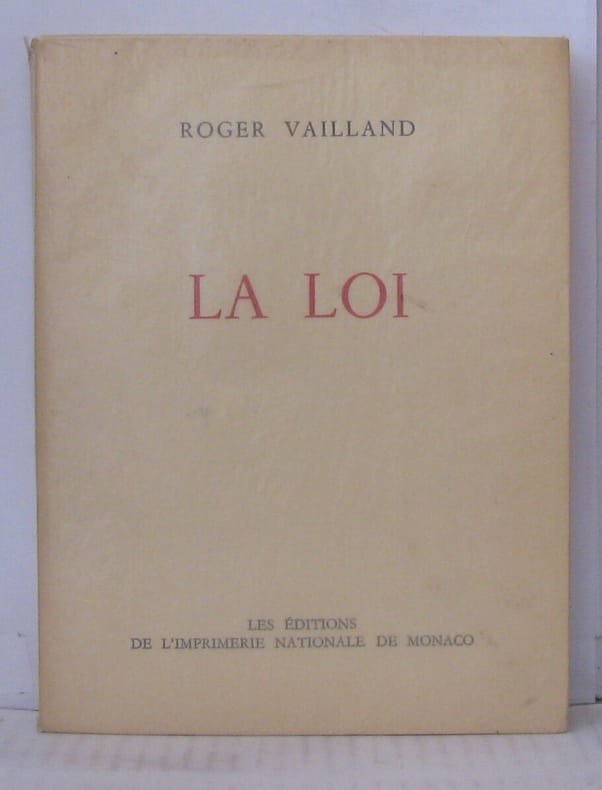 ROGER VAILLAND
LA LOI
LES ÉDITIONS
DE L'IMPRIMERIE NATIONALE DE MONACO